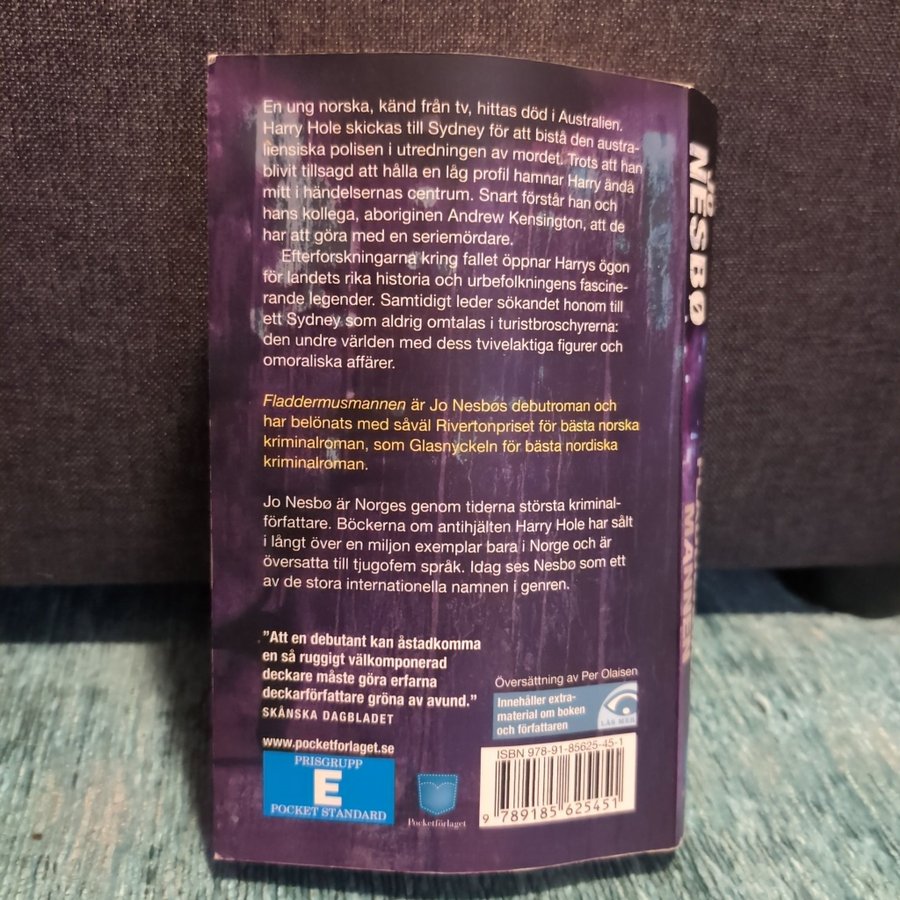 En ung norska, känd från tv, hittas död i Australien.
Harry Hole skickas till Sydney för att bistå den austra-
liensiska polisen i utredningen av mordet. Trots att han
blivit tillsagd att hålla en låg profil hamnar Harry ändå
mitt i händelsernas centrum. Snart förstår han och
hans kollega, aboriginen Andrew Kensington, att de
har att göra med en seriemördare.
Efterforskningarna kring fallet öppnar Harrys ögon
för landets rika historia och urbefolkningens fascine-
rande legender. Samtidigt leder sökandet honom till
ett Sydney som aldrig omtalas i turistbroschyrerna:
den undre världen med dess tvivelaktiga figurer och
omoraliska affärer.
Fladdermusmannen är Jo Nesbøs debutroman och
har belönats med såväl Rivertonpriset för bästa norska
kriminalroman, som Glasnyckeln för bästa nordiska
kriminalroman.
Jo Nesbø är Norges genom tiderna största kriminal-
författare. Böckerna om antihjälten Harry Hole har sålt
i långt över en miljon exemplar bara i Norge och är
översatta till tjugofem språk. Idag ses Nesbø som ett
av de stora internationella namnen i genren.
”Att en debutant kan åstadkomma
en så ruggigt välkomponerad
deckare måste göra erfarna
deckarförfattare gröna av avund.”
SKÅNSKA DAGBLADET
www.pocketforlaget.se
PRISGRUPP
E
POCKET STANDARD
Pocketförlaget
Översättning av Per Olaisen
Innehåller extra-
material om boken
och författaren
LÄS MER
ISBN 978-91-85625-45-1
9 789185 625451
NESBØ